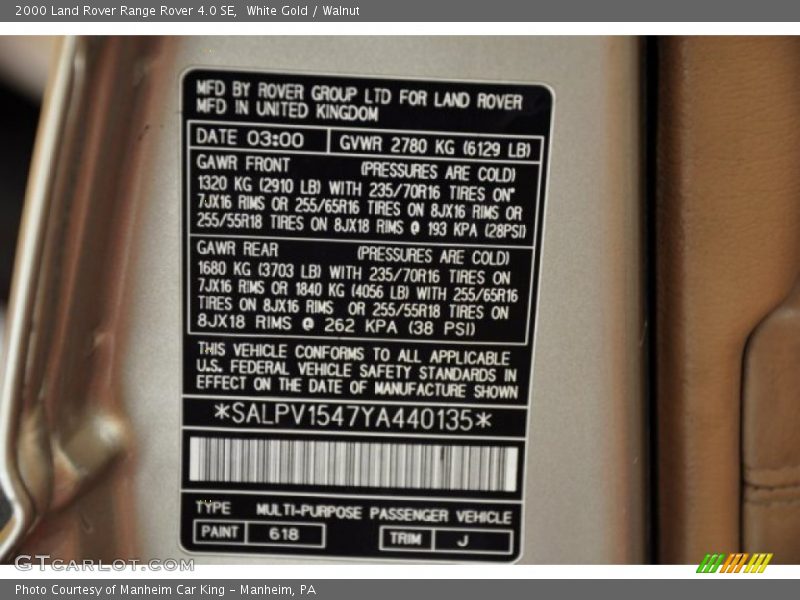 2000 Land Rover Range Rover 4.0 SE,  White Gold / Walnut
MFD BY ROVER GROUP LTD FOR LAND ROVER
MFD IN UNITED KINGDOM
DATE 03:00 GVWR 2780 KG (6129 LB)
GAWR FRONT (PRESSURES ARE COLD)
1320 KG (2910 LB) WITH 235/70R16 TIRES ON
7JX16 RIMS OR 255/65R16 TIRES ON 8JX16 RIMS OR
255/55R18 TIRES ON 8JX18 RIMS @ 193 KPA (28PSI)
GAWR REAR (PRESSURES ARE COLD)
1680 KG (3703 LB) WITH 235/70R16 TIRES ON
7JX16 RIMS OR 1840 KG (4056 LB) WITH 255/65R16
TIRES ON 8JX16 RIMS OR 255/55R18 TIRES ON
8JX18 RIMS @ 262 KPA (38 PSI)
THIS VEHICLE CONFORMS TO ALL APPLICABLE
U.S. FEDERAL VEHICLE SAFETY STANDARDS IN
EFFECT ON THE DATE OF MANUFACTURE SHOWN
*SALPV1547YA440135*
TYPE MULTI-PURPOSE PASSENGER VEHICLE
PAINT 618 TRIM J
GTCARLOT.COM
Photo Courtesy of Manheim Car King - Manheim, PA